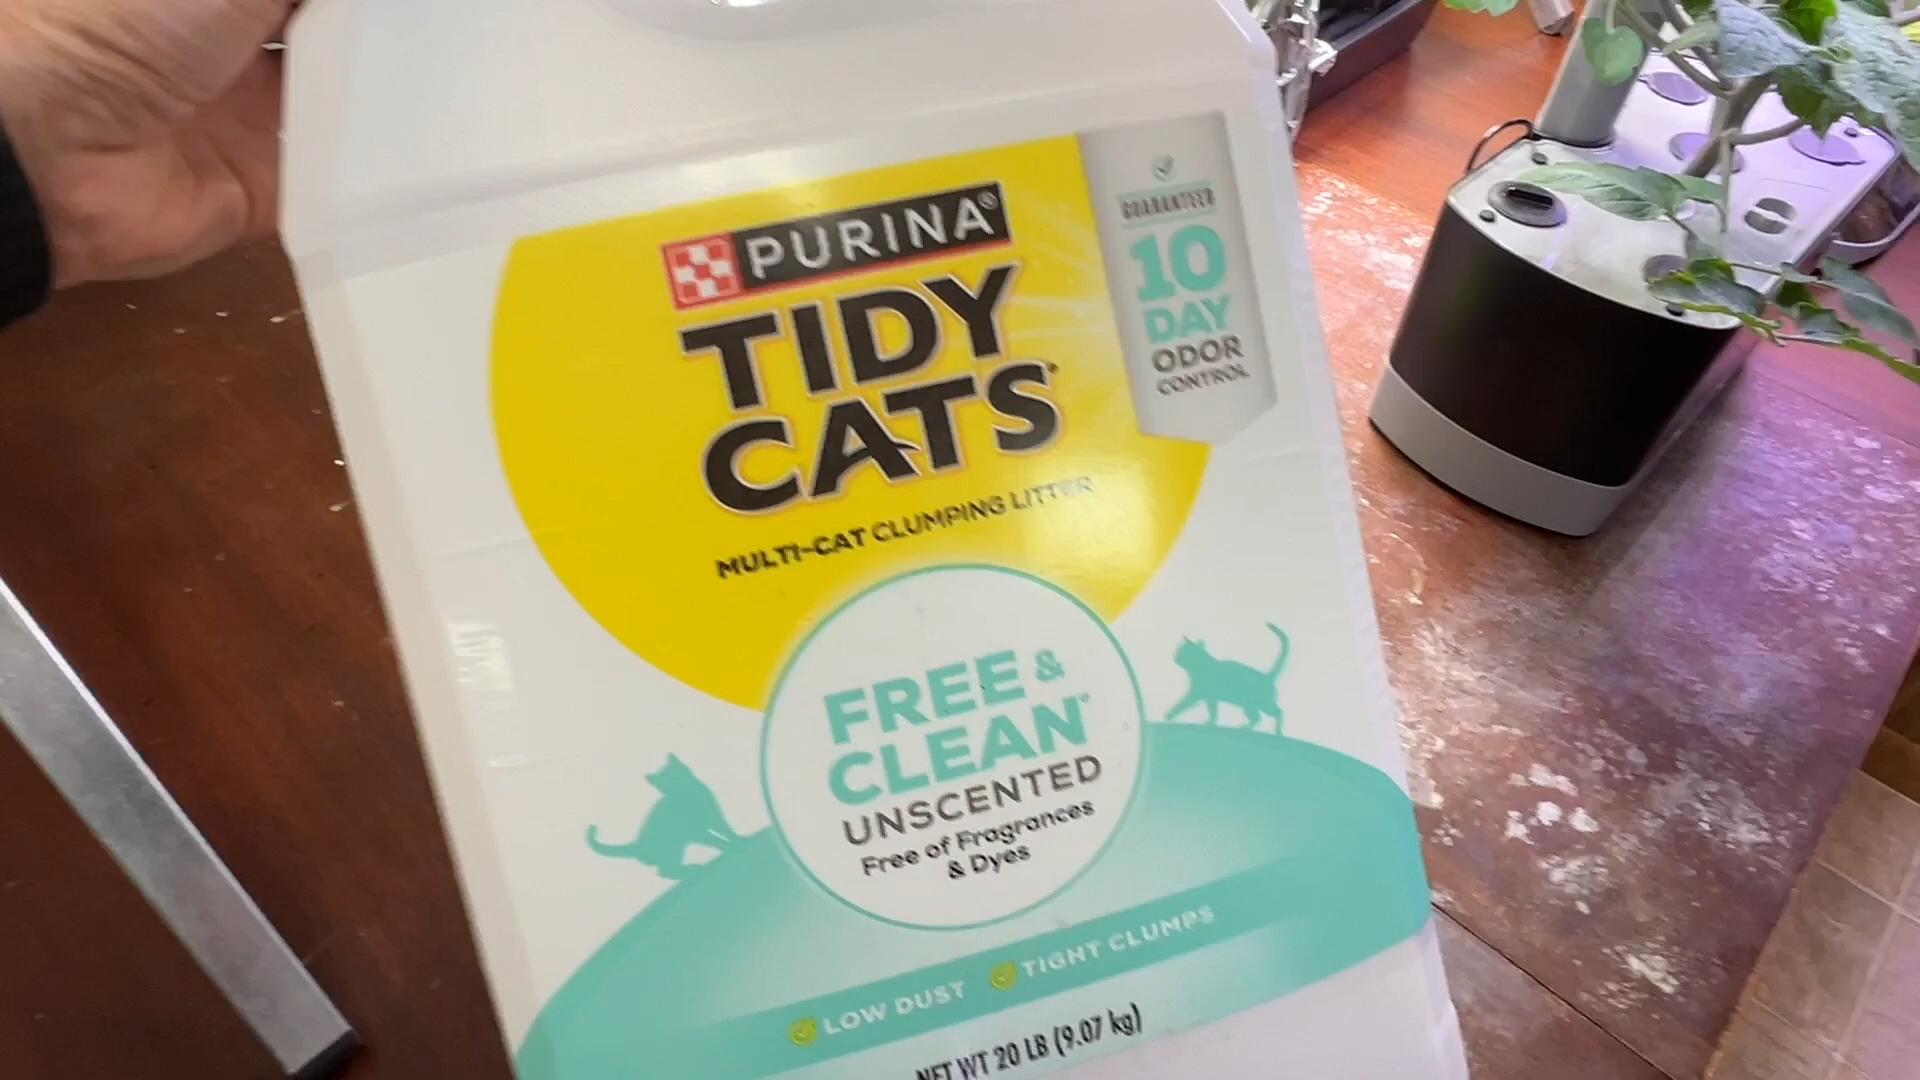 PURINA®
TIDY
CATS®
MULTI-CAT CLUMPING LITTER
GUARANTEED
10
DAY
ODOR
CONTROL
FREE &
CLEAN®
UNSCENTED
Free of Fragrances
& Dyes
LOW DUST TIGHT CLUMPS
NET WT 20 LB (9.07 kg)